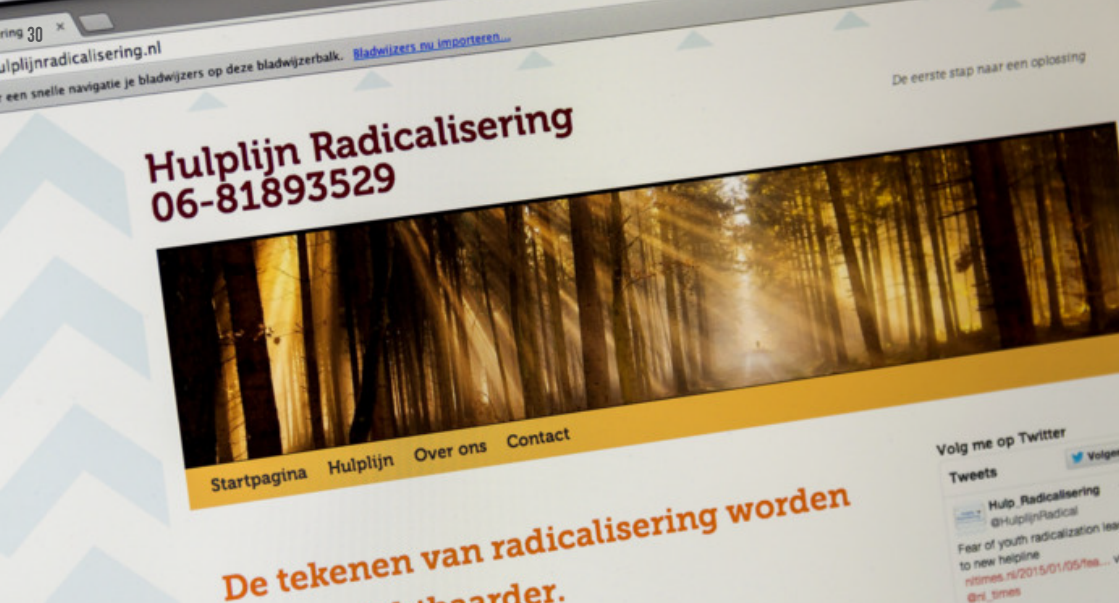 ring 30 ×
ulplijnradicalisering.nl
r een snelle navigatie je bladwijzers op deze bladwijzerbalk. Bladwijzers nu importeren...
De eerste stap naar een oplossing
Hulplijn Radicalisering
06-81893529
Startpagina Hulplijn Over ons Contact
Volg me op Twitter
Tweets
Volgen
Hulp_Radicalisering
@HulplijnRadical
Fear of youth radicalization lea
to new helpline
nltimes.nl/2015/01/05/fea... v
@nl_times
De tekenen van radicalisering worden